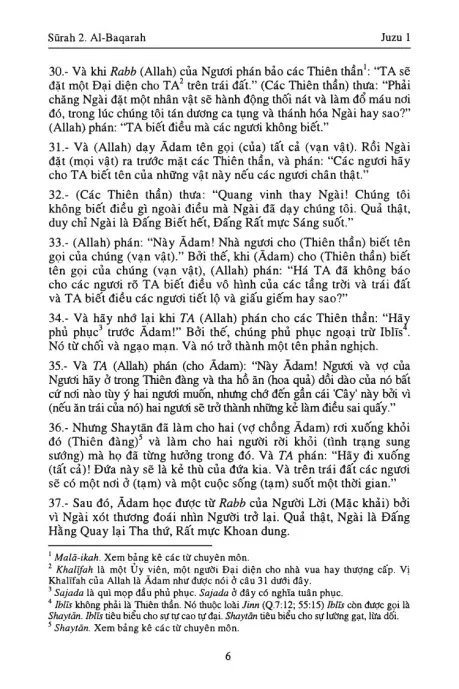 Sūrah 2. Al-Baqarah Juzu 1
30.- Và khi Rabb (Allah) của Ngươi phán bảo các Thiên thần¹: “TA sẽ
đặt một Đại diện cho TA² trên trái đất.” (Các Thiên thần) thưa: “Phải
chăng Ngài đặt một nhân vật sẽ hành động thối nát và làm đổ máu nơi
đó, trong lúc chúng tôi tán dương ca tụng và thánh hóa Ngài hay sao?”
(Allah) phán: “TA biết điều mà các ngươi không biết.”
31.- Và (Allah) dạy Ādam tên gọi (của) tất cả (vạn vật). Rồi Ngài
đặt (mọi vật) ra trước mặt các Thiên thần, và phán: “Các ngươi hãy
cho TA biết tên của những vật này nếu các ngươi chân thật.”
32.- (Các Thiên thần) thưa: “Quang vinh thay Ngài! Chúng tôi
không biết điều gì ngoài điều mà Ngài đã dạy chúng tôi. Quả thật,
duy chỉ Ngài là Đấng Biết hết, Đấng Rất mực Sáng suốt.”
33.- (Allah) phán: “Này Ādam! Nhà ngươi cho (Thiên thần) biết tên
gọi của chúng (vạn vật).” Bởi thế, khi (Ādam) cho (Thiên thần) biết
tên gọi của chúng (vạn vật), (Allah) phán: “Há TA đã không báo
cho các ngươi rõ TA biết điều vô hình của các tầng trời và trái đất
và TA biết điều các ngươi tiết lộ và giấu giếm hay sao?”
34.- Và hãy nhớ lại khi TA (Allah) phán cho các Thiên thần: “Hãy
phủ phục³ trước Ādam!” Bởi thế, chúng phủ phục ngoại trừ Iblīs⁴.
Nó từ chối và ngạo mạn. Và nó trở thành một tên phản nghịch.
35.- Và TA (Allah) phán (cho Ādam): “Này Ādam! Ngươi và vợ của
Ngươi hãy ở trong Thiên đàng và tha hồ ăn (hoa quả) dồi dào của nó bất
cứ nơi nào tùy ý hai ngươi muốn, nhưng chớ đến gần cái 'Cây' này bởi vì
(nếu ăn trái của nó) hai ngươi sẽ trở thành những kẻ làm điều sai quấy.”
36.- Nhưng Shaytān đã làm cho hai (vợ chồng Ādam) rơi xuống khỏi
đó (Thiên đàng)⁵ và làm cho hai người rời khỏi (tình trạng sung
sướng) mà họ đã từng hưởng trong đó. Và TA phán: “Hãy đi xuống
(tất cả)! Đứa này sẽ là kẻ thù của đứa kia. Và trên trái đất các ngươi
sẽ có một nơi ở (tạm) và một cuộc sống (tạm) suốt một thời gian.”
37.- Sau đó, Ādam học được từ Rabb của Người Lời (Mặc khải) bởi
vì Ngài xót thương đoái nhìn Người trở lại. Quả thật, Ngài là Đấng
Hằng Quay lại Tha thứ, Rất mực Khoan dung.
¹ Malā-ikah. Xem bảng kê các từ chuyên môn.
² Khalīfah là một Ủy viên, một người Đại diện cho nhà vua hay thượng cấp. Vị
Khalīfah của Allah là Ādam như được nói ở câu 31 dưới đây.
³ Sajada là quì mọp đầu phủ phục. Sajada ở đây có nghĩa tuân phục.
⁴ Iblīs không phải là Thiên thần. Nó thuộc loài Jinn (Q.7:12; 55:15) Iblīs còn được gọi là
Shaytān. Iblīs tiêu biểu cho sự tự cao tự đại. Shaytān tiêu biểu cho sự lường gạt, lừa dối.
⁵ Shaytān. Xem bảng kê các từ chuyên môn.
6